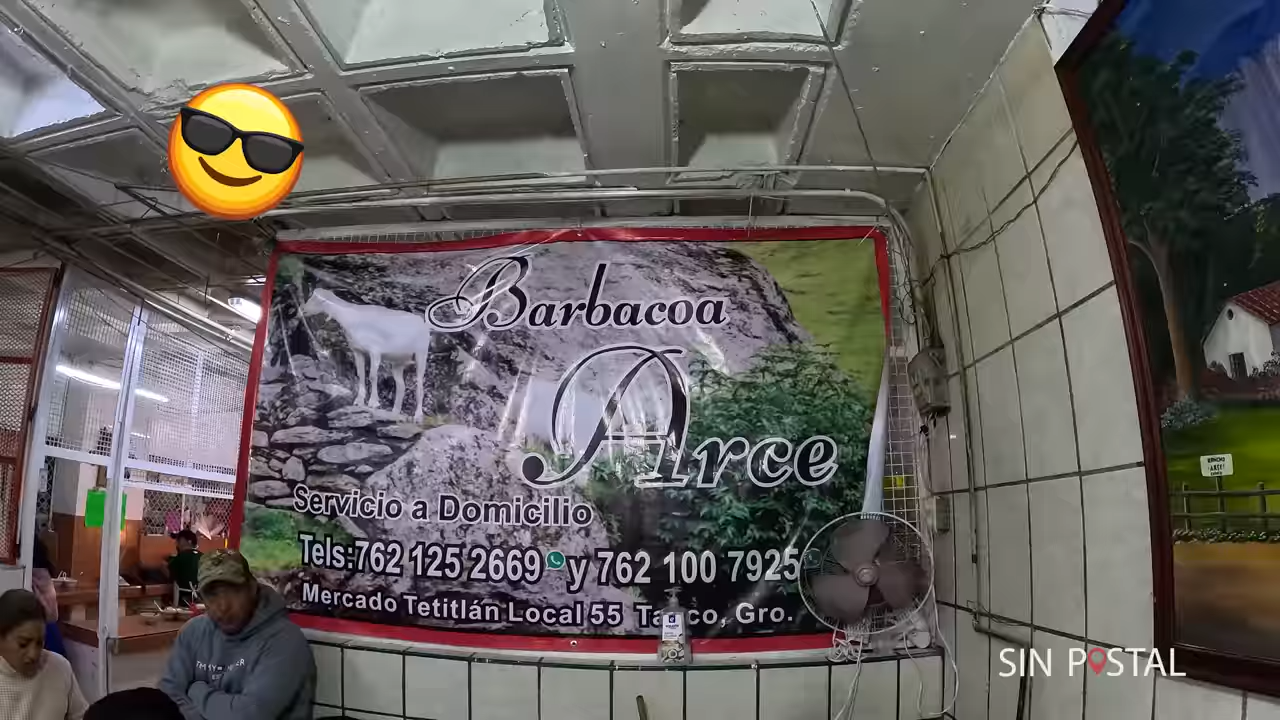 Barbacoa
Arce
Servicio a Domicilio
Tels:762 125 2669 y 762 100 7925
Mercado Tetitlán Local 55 Taxco, Gro.
SIN POSTAL